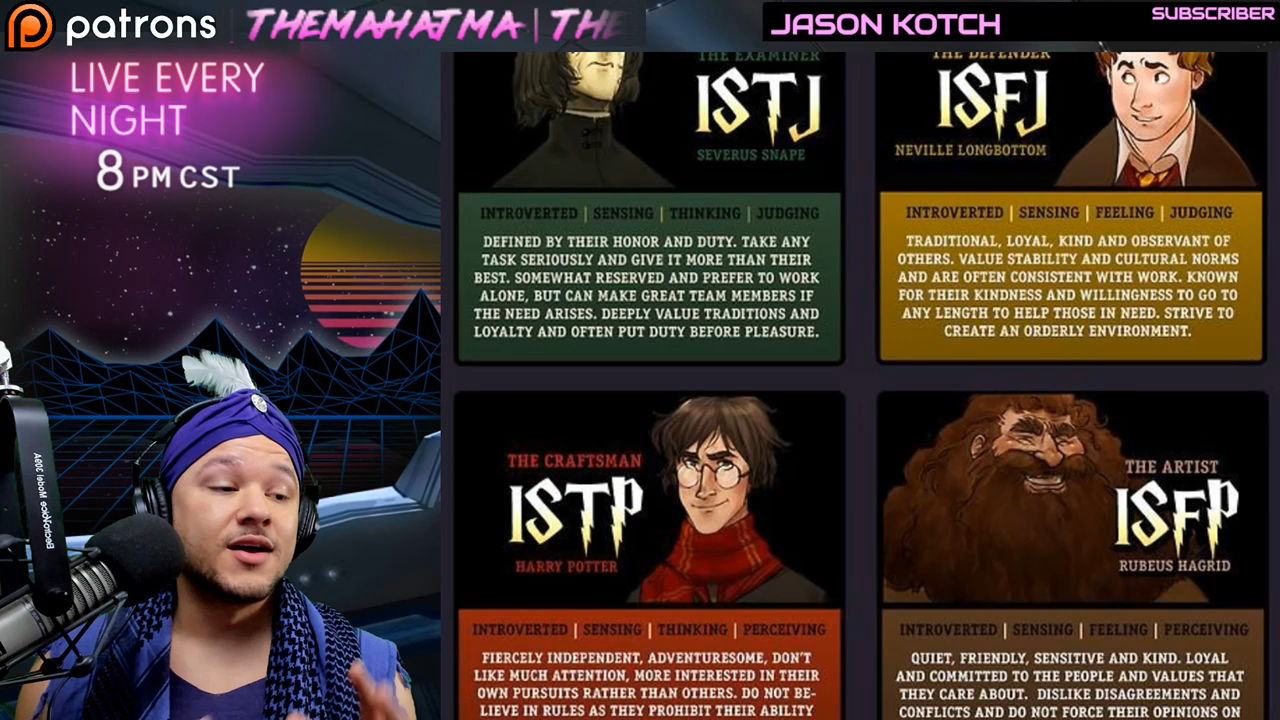 patrons
THEMAHATMA | THE
JASON KOTCH
SUBSCRIBER
LIVE EVERY
NIGHT
8 PM CST
THE EXAMINER
ISTJ
SEVERUS SNAPE
INTROVERTED | SENSING | THINKING | JUDGING
DEFINED BY THEIR HONOR AND DUTY. TAKE ANY
TASK SERIOUSLY AND GIVE IT MORE THAN THEIR
BEST. SOMEWHAT RESERVED AND PREFER TO WORK
ALONE, BUT CAN MAKE GREAT TEAM MEMBERS IF
THE NEED ARISES. DEEPLY VALUE TRADITIONS AND
LOYALTY AND OFTEN PUT DUTY BEFORE PLEASURE.
THE DEFENDER
ISFJ
NEVILLE LONGBOTTOM
INTROVERTED | SENSING | FEELING | JUDGING
TRADITIONAL, LOYAL, KIND AND OBSERVANT OF
OTHERS. VALUE STABILITY AND CULTURAL NORMS
AND ARE OFTEN CONSISTENT WITH WORK. KNOWN
FOR THEIR KINDNESS AND WILLINGNESS TO GO TO
ANY LENGTH TO HELP THOSE IN NEED. STRIVE TO
CREATE AN ORDERLY ENVIRONMENT.
THE CRAFTSMAN
ISTP
HARRY POTTER
INTROVERTED | SENSING | THINKING | PERCEIVING
FIERCELY INDEPENDENT, ADVENTURESOME, DON'T
LIKE MUCH ATTENTION, MORE INTERESTED IN THEIR
OWN PURSUITS RATHER THAN OTHERS. DO NOT BE-
LIEVE IN RULES AS THEY PROHIBIT THEIR ABILITY
THE ARTIST
ISFP
RUBEUS HAGRID
INTROVERTED | SENSING | FEELING | PERCEIVING
QUIET, FRIENDLY, SENSITIVE AND KIND. LOYAL
AND COMMITTED TO THE PEOPLE AND VALUES THAT
THEY CARE ABOUT. DISLIKE DISAGREEMENTS AND
CONFLICTS AND DO NOT FORCE THEIR OPINIONS ON